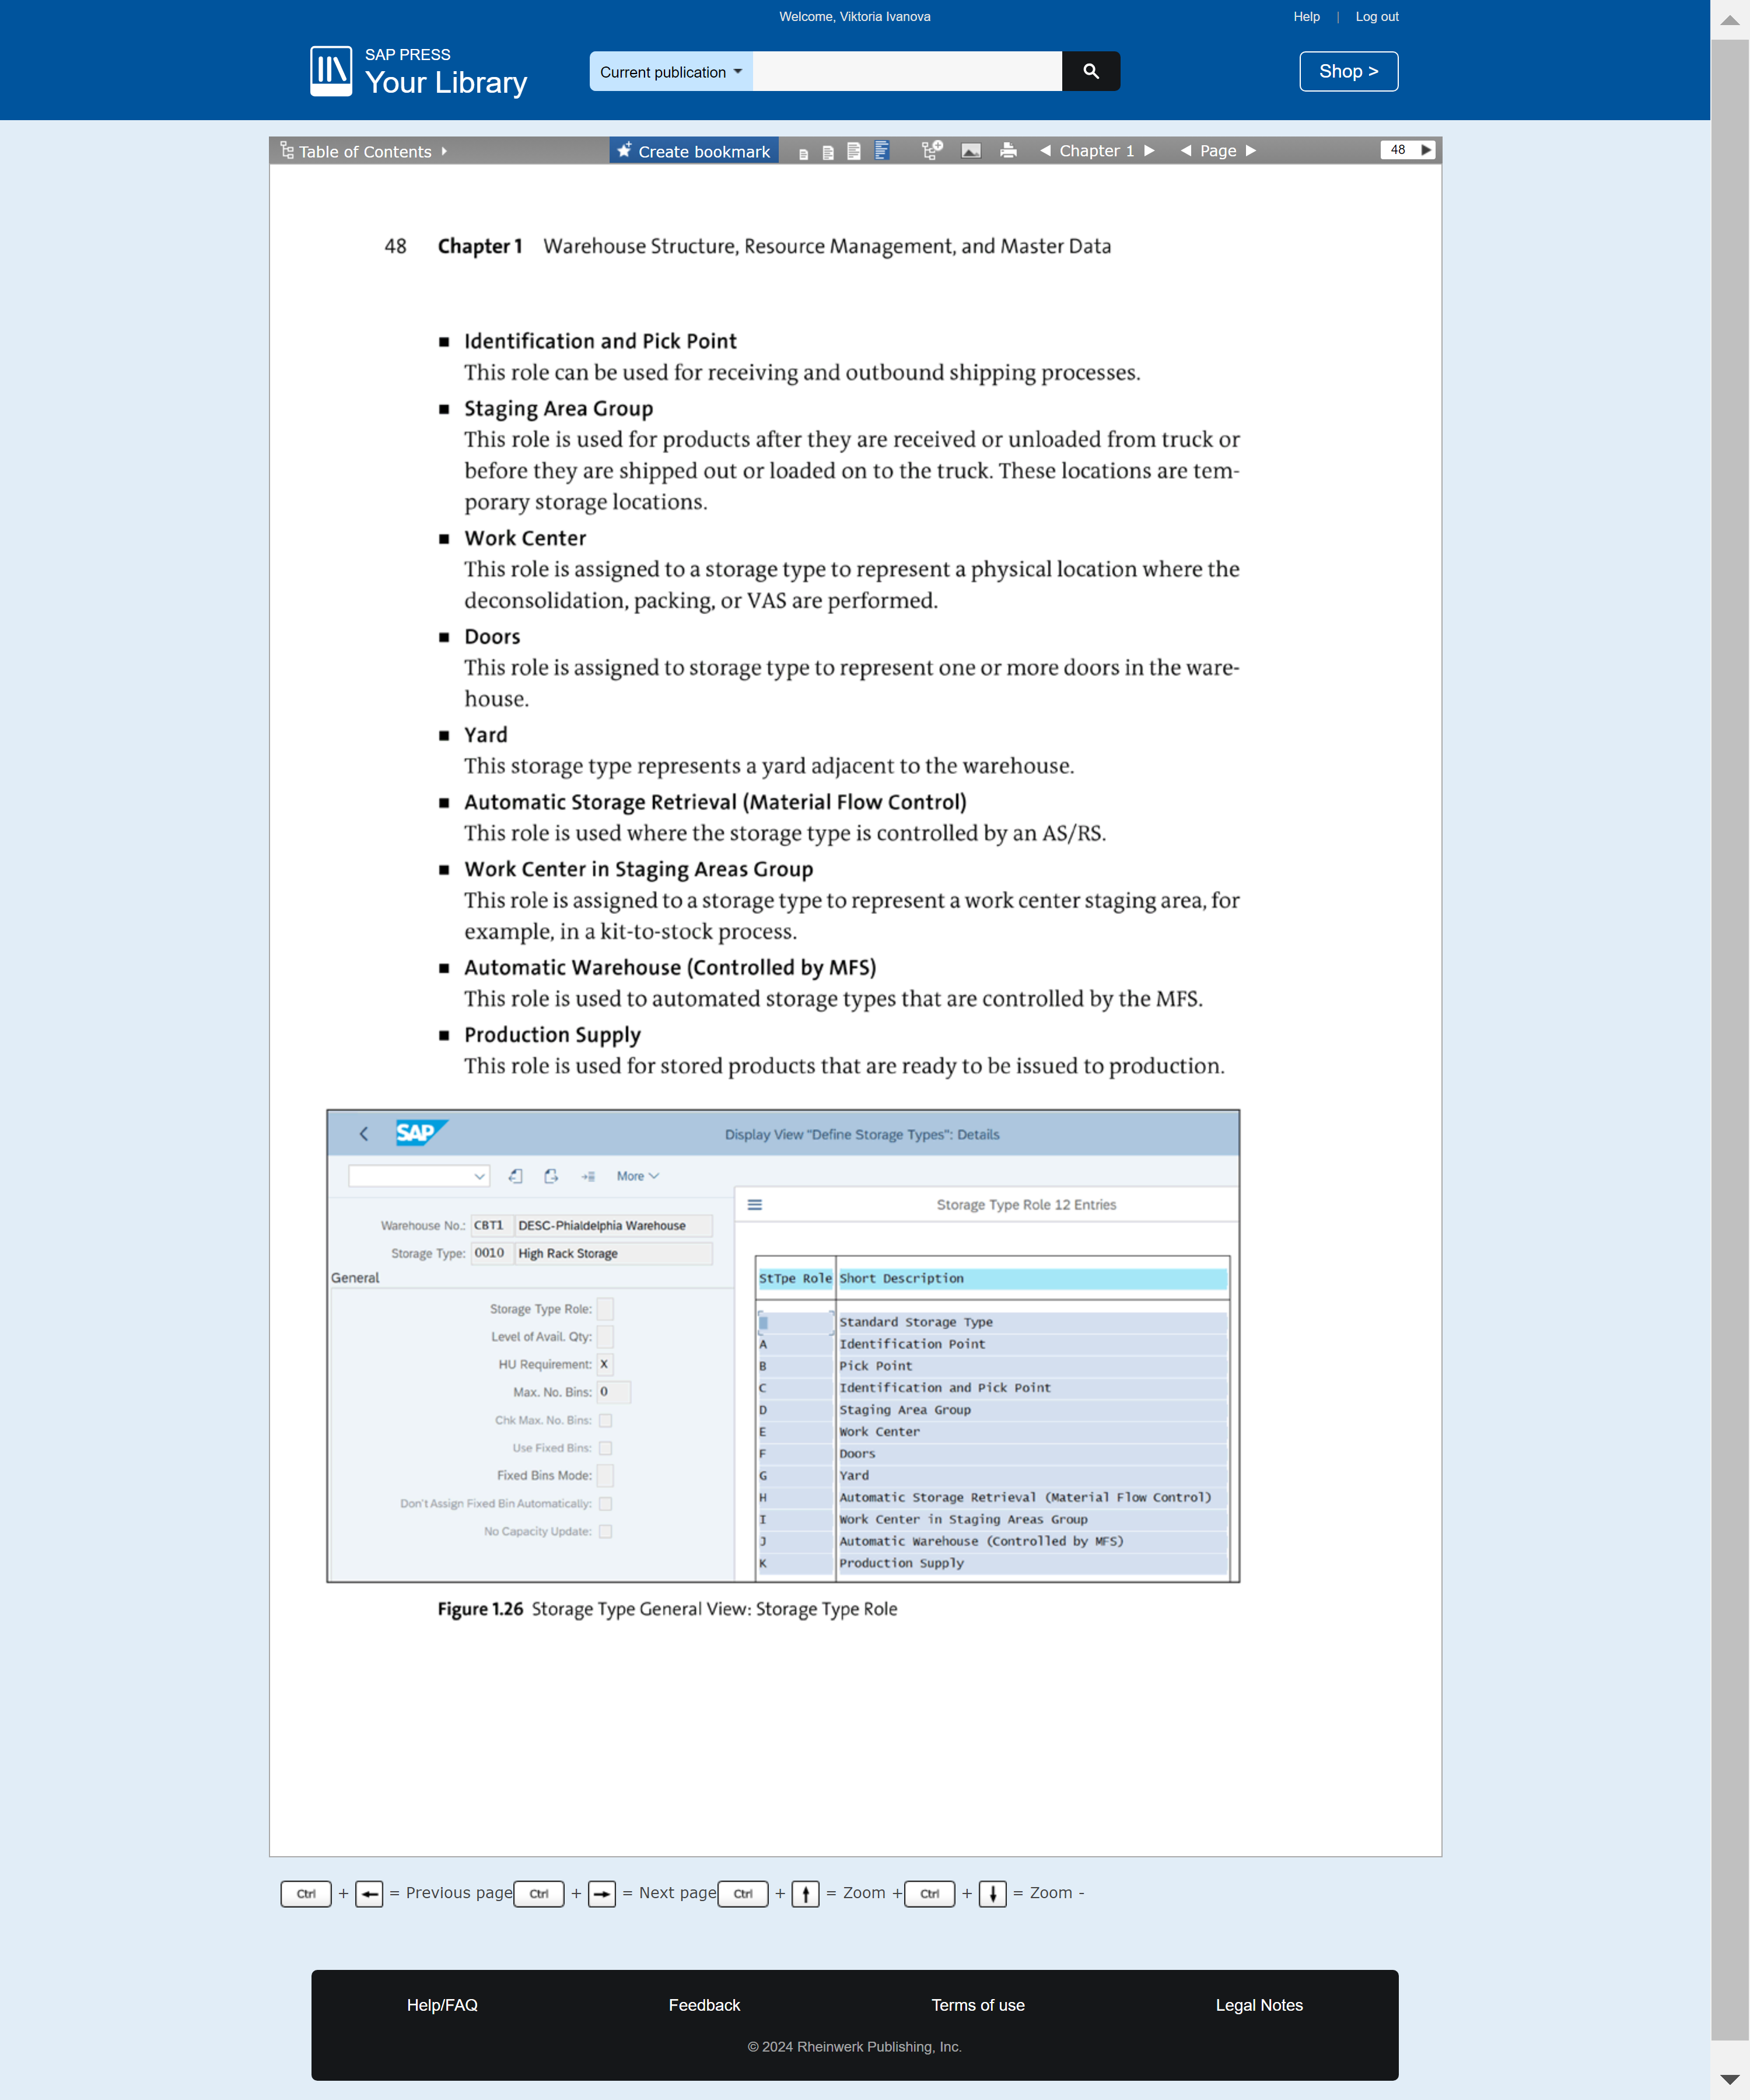 Welcome, Viktoria Ivanova
Help | Log out
SAP PRESS
Your Library
Current publication
Shop >
Table of Contents
Create bookmark
Chapter 1
Page
48
48 Chapter 1 Warehouse Structure, Resource Management, and Master Data
■ Identification and Pick Point
This role can be used for receiving and outbound shipping processes.
■ Staging Area Group
This role is used for products after they are received or unloaded from truck or
before they are shipped out or loaded on to the truck. These locations are tem-
porary storage locations.
■ Work Center
This role is assigned to a storage type to represent a physical location where the
deconsolidation, packing, or VAS are performed.
■ Doors
This role is assigned to storage type to represent one or more doors in the ware-
house.
■ Yard
This storage type represents a yard adjacent to the warehouse.
■ Automatic Storage Retrieval (Material Flow Control)
This role is used where the storage type is controlled by an AS/RS.
■ Work Center in Staging Areas Group
This role is assigned to a storage type to represent a work center staging area, for
example, in a kit-to-stock process.
■ Automatic Warehouse (Controlled by MFS)
This role is used to automated storage types that are controlled by the MFS.
■ Production Supply
This role is used for stored products that are ready to be issued to production.
SAP
Display View "Define Storage Types": Details
More
Warehouse No.: CBT1 DESC-Phialdelphia Warehouse
Storage Type: 0010 High Rack Storage
General
Storage Type Role:
Level of Avail. Qty:
HU Requirement: X
Max. No. Bins: 0
Chk Max. No. Bins:
Use Fixed Bins:
Fixed Bins Mode:
Don't Assign Fixed Bin Automatically:
No Capacity Update:
Storage Type Role 12 Entries
StTpe Role Short Description
Standard Storage Type
A Identification Point
B Pick Point
C Identification and Pick Point
D Staging Area Group
E Work Center
F Doors
G Yard
H Automatic Storage Retrieval (Material Flow Control)
I Work Center in Staging Areas Group
J Automatic Warehouse (Controlled by MFS)
K Production Supply
Figure 1.26 Storage Type General View: Storage Type Role
Ctrl + ← = Previous page Ctrl + → = Next page Ctrl + ↑ = Zoom + Ctrl + ↓ = Zoom -
Help/FAQ
Feedback
Terms of use
Legal Notes
© 2024 Rheinwerk Publishing, Inc.